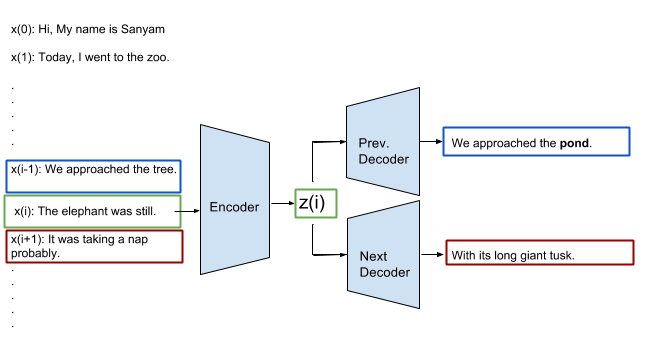 x(0): Hi, My name is Sanyam
x(1): Today, I went to the zoo.
.
.
.
.
.
x(i-1): We approached the tree.
x(i): The elephant was still.
x(i+1): It was taking a nap
probably.
.
.
.
.
.
Encoder
z(i)
Prev.
Decoder
We approached the pond.
Next
Decoder
With its long giant tusk.